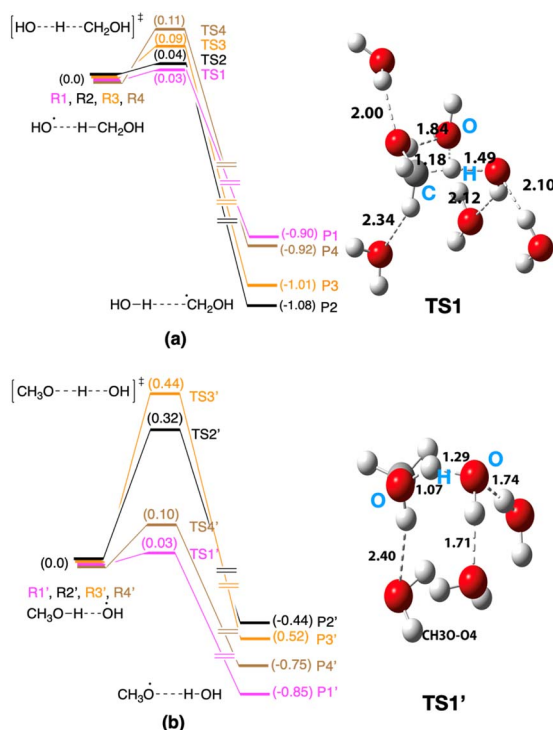 [HO---H---CH₂OH]‡
(0.11) TS4
(0.09) TS3
(0.04) TS2
(0.03) TS1
(0.0)
R1, R2, R3, R4
HO˙---H-CH₂OH
(-0.90) P1
(-0.92) P4
(-1.01) P3
(-1.08) P2
HO-H----˙CH₂OH
(a)
2.00
1.84
O
1.18
H
1.49
C
2.12
2.10
2.34
TS1
[CH₃O---H---OH]‡
(0.44) TS3'
(0.32) TS2'
(0.10) TS4'
(0.03) TS1'
(0.0)
R1', R2', R3', R4'
CH₃O-H---ȮH
(-0.44) P2'
(0.52) P3'
(-0.75) P4'
(-0.85) P1'
CH₃O˙---H-OH
(b)
1.29
O
H
1.07
1.74
O
2.40
1.71
CH3O-O4
TS1'